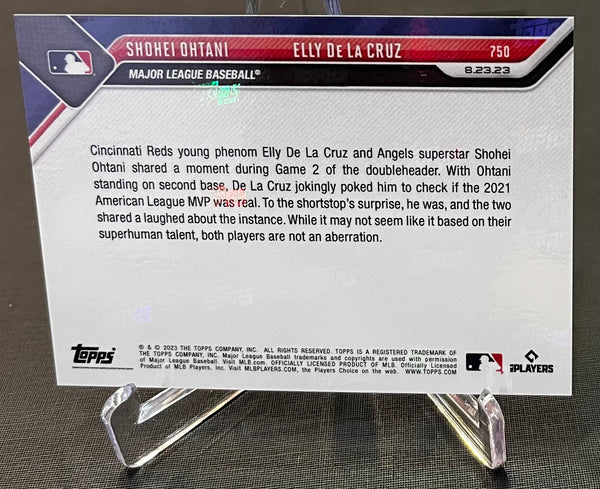 SHOHEI OHTANI ELLY DE LA CRUZ 750
MAJOR LEAGUE BASEBALL® 8.23.23
Cincinnati Reds young phenom Elly De La Cruz and Angels superstar Shohei
Ohtani shared a moment during Game 2 of the doubleheader. With Ohtani
standing on second base, De La Cruz jokingly poked him to check if the 2021
American League MVP was real. To the shortstop's surprise, he was, and the two
shared a laughed about the instance. While it may not seem like it based on their
superhuman talent, both players are not an aberration.
topps
® & © 2023 THE TOPPS COMPANY, INC. ALL RIGHTS RESERVED. TOPPS IS A REGISTERED TRADEMARK OF
THE TOPPS COMPANY, INC. Major League Baseball trademarks and copyrights are used with permission
of Major League Baseball. Visit MLB.com. OFFICIALLY LICENSED PRODUCT OF MLB. Officially Licensed
Product of MLB Players, Inc. Visit MLBPLAYERS.COM, the Players Choice on the web. WWW.TOPPS.COM
PLAYERS